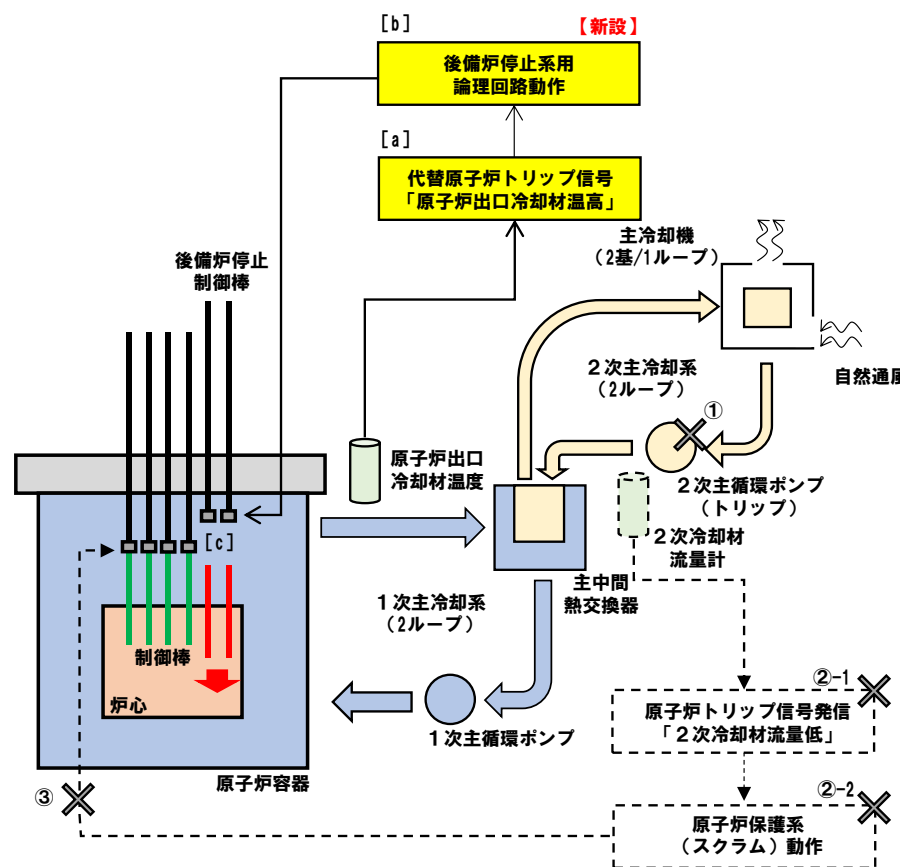 [b]
【新設】
後備炉停止系用
論理回路動作
[a]
代替原子炉トリップ信号
「原子炉出口冷却材温高」
主冷却機
(2基/1ループ)
後備炉停止
制御棒
自然通風
2次主冷却系
(2ループ)
①
原子炉出口
冷却材温度
2次主循環ポンプ
(トリップ)
[c]
2次冷却材
流量計
主中間
熱交換器
1次主冷却系
(2ループ)
制御棒
炉心
②-1
原子炉トリップ信号発信
「2次冷却材流量低」
1次主循環ポンプ
原子炉容器
③
②-2
原子炉保護系
(スクラム)動作